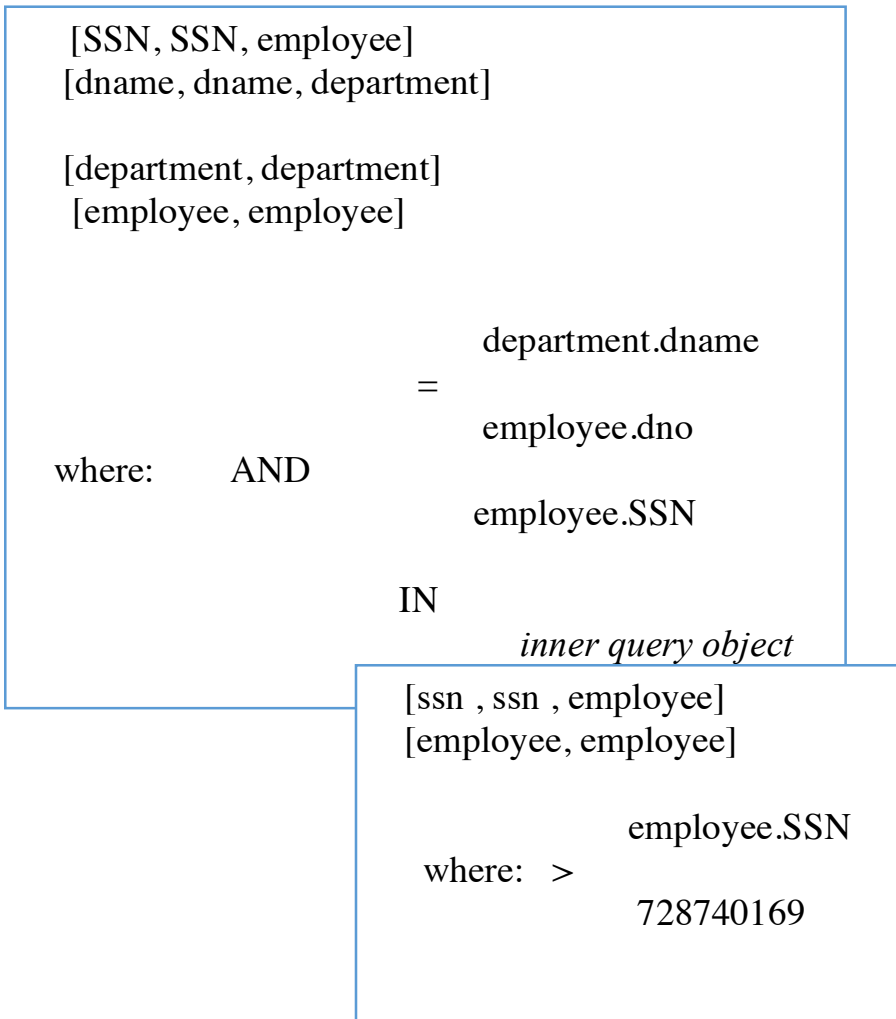 [SSN, SSN, employee]
[dname, dname, department]
[department, department]
[employee, employee]
department.dname
=
employee.dno
where: AND
employee.SSN
IN
inner query object
[ssn , ssn , employee]
[employee, employee]
employee.SSN
where: >
728740169